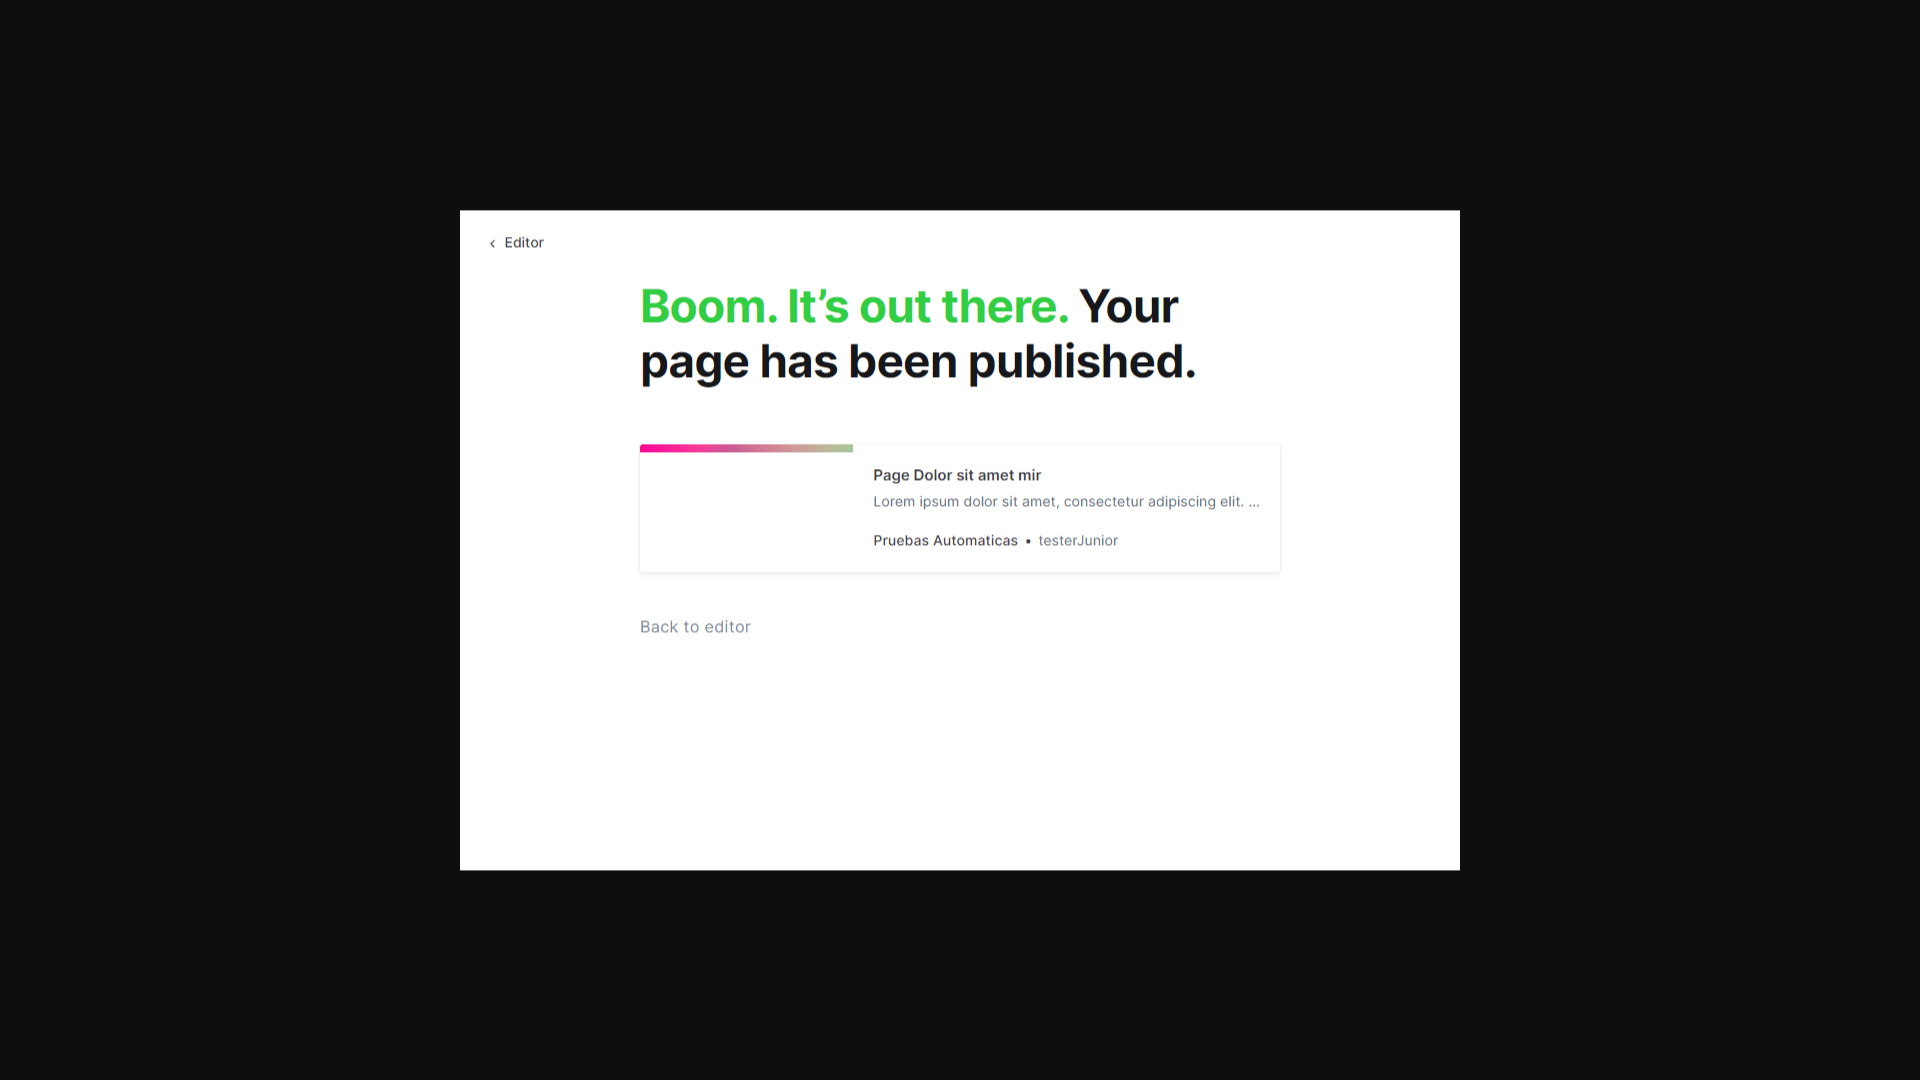 Editor
Boom. It’s out there. Your
page has been published.
Page Dolor sit amet mir
Lorem ipsum dolor sit amet, consectetur adipiscing elit. ...
Pruebas Automaticas • testerJunior
Back to editor